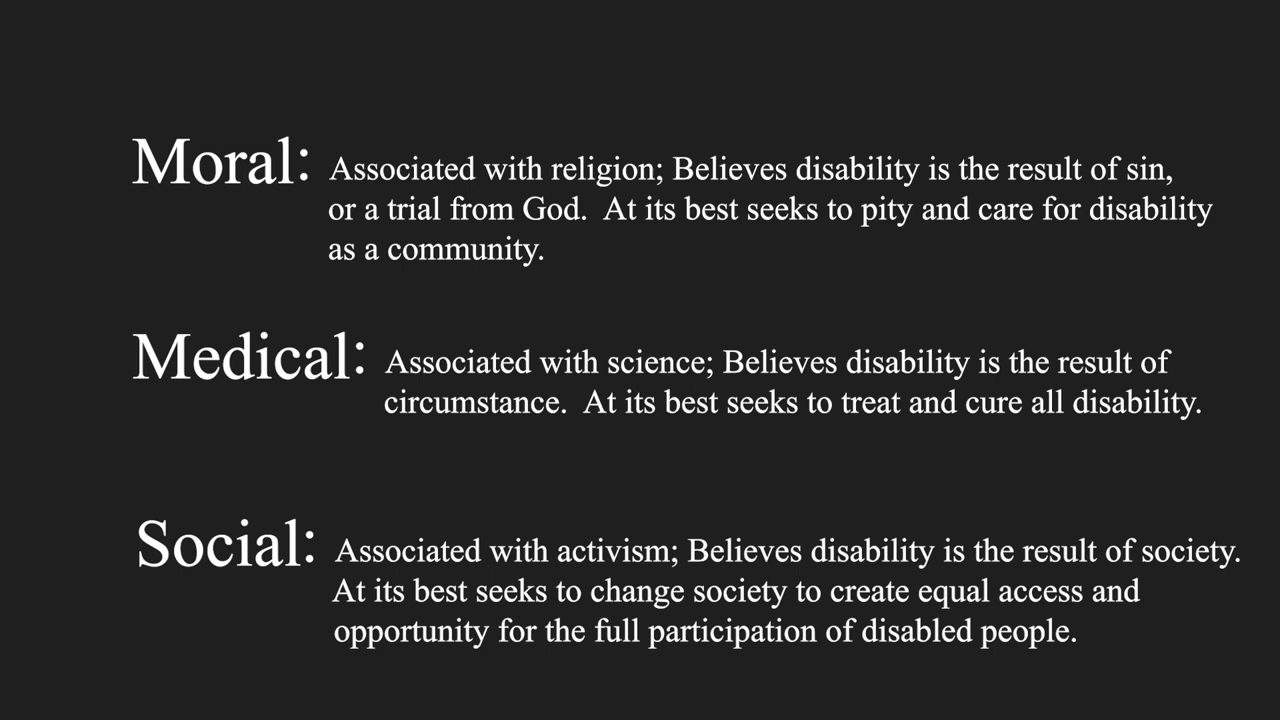 Moral: Associated with religion; Believes disability is the result of sin,
or a trial from God.  At its best seeks to pity and care for disability
as a community.
Medical: Associated with science; Believes disability is the result of
circumstance.  At its best seeks to treat and cure all disability.
Social: Associated with activism; Believes disability is the result of society.
At its best seeks to change society to create equal access and
opportunity for the full participation of disabled people.